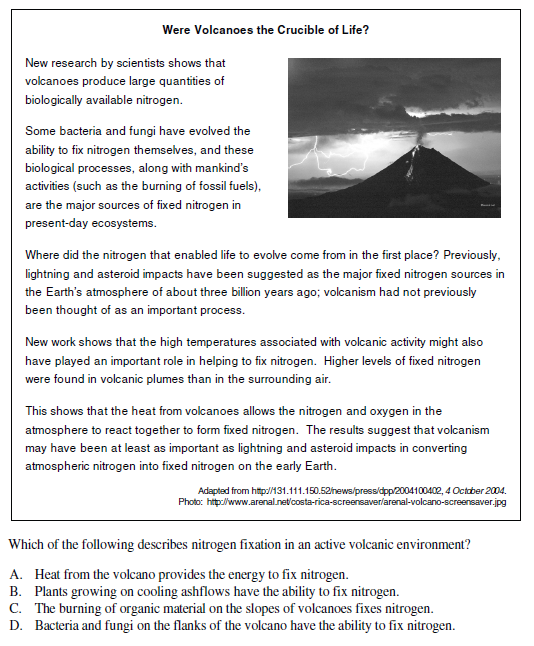 Were Volcanoes the Crucible of Life?
New research by scientists shows that
volcanoes produce large quantities of
biologically available nitrogen.
Some bacteria and fungi have evolved the
ability to fix nitrogen themselves, and these
biological processes, along with mankind's
activities (such as the burning of fossil fuels),
are the major sources of fixed nitrogen in
present-day ecosystems.
Where did the nitrogen that enabled life to evolve come from in the first place? Previously,
lightning and asteroid impacts have been suggested as the major fixed nitrogen sources in
the Earth's atmosphere of about three billion years ago; volcanism had not previously
been thought of as an important process.
New work shows that the high temperatures associated with volcanic activity might also
have played an important role in helping to fix nitrogen. Higher levels of fixed nitrogen
were found in volcanic plumes than in the surrounding air.
This shows that the heat from volcanoes allows the nitrogen and oxygen in the
atmosphere to react together to form fixed nitrogen. The results suggest that volcanism
may have been at least as important as lightning and asteroid impacts in converting
atmospheric nitrogen into fixed nitrogen on the early Earth.
Adapted from http://131.111.150.52/news/press/dpp/2004100402, 4 October 2004.
Photo: http://www.arenal.net/costa-rica-screensaver/arenal-volcano-screensaver.jpg
Which of the following describes nitrogen fixation in an active volcanic environment?
A. Heat from the volcano provides the energy to fix nitrogen.
B. Plants growing on cooling ashflows have the ability to fix nitrogen.
C. The burning of organic material on the slopes of volcanoes fixes nitrogen.
D. Bacteria and fungi on the flanks of the volcano have the ability to fix nitrogen.